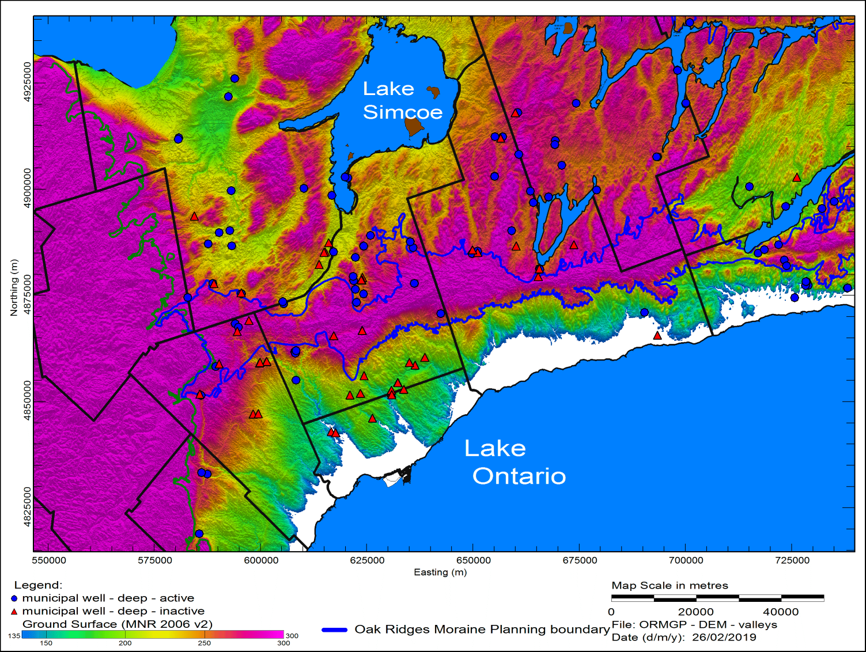 Lake
Simcoe
Lake
Ontario
Northing (m)
4925000
4900000
4875000
4850000
4825000
550000 575000 600000 625000 650000 675000 700000 725000
Easting (m)
Legend:
municipal well - deep - active
municipal well - deep - inactive
Ground Surface (MNR 2006 v2)
135 300
150 200 250 300
Oak Ridges Moraine Planning boundary
Map Scale in metres
0 20000 40000
File: ORMGP - DEM - valleys
Date (d/m/y): 26/02/2019